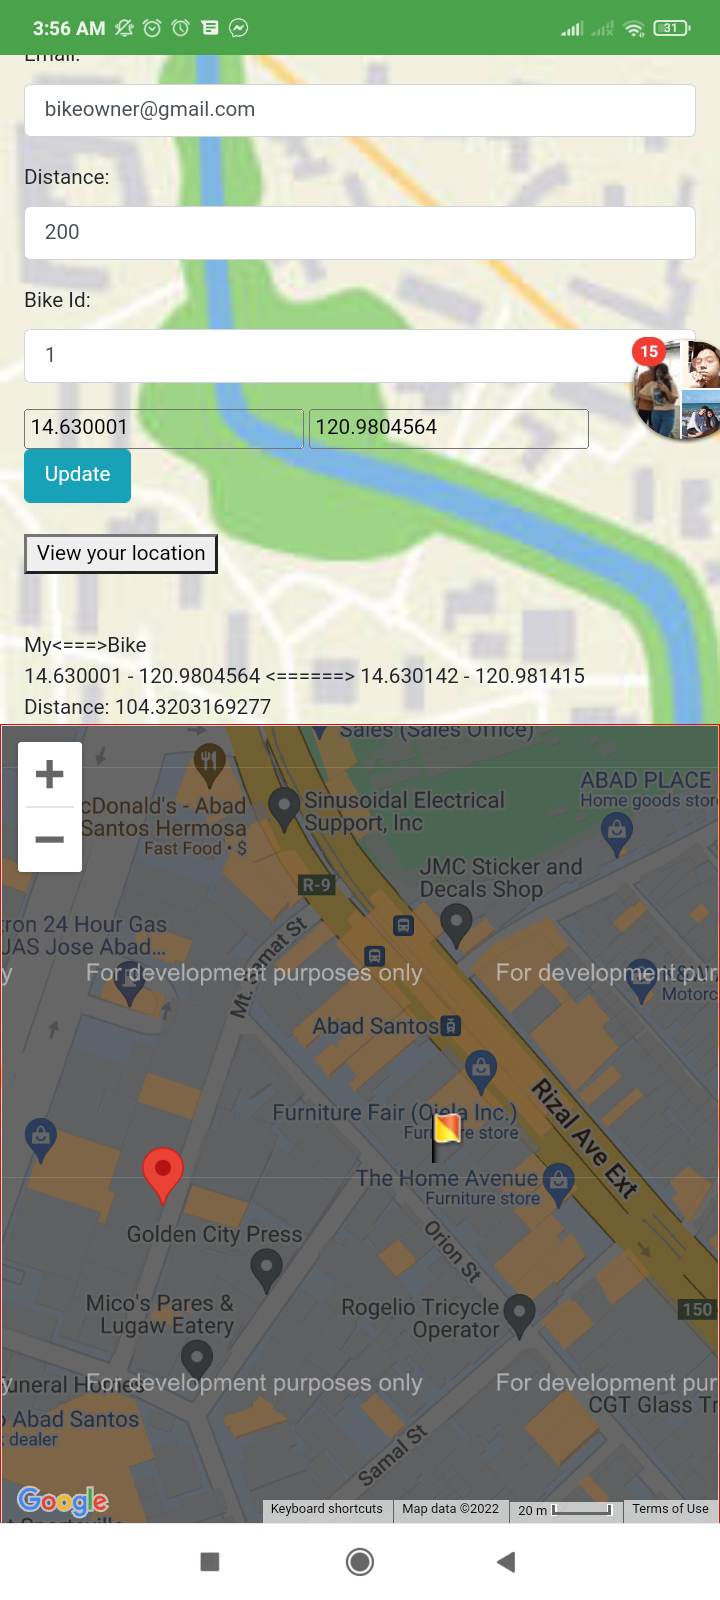 3:56 AM
31
Email:
bikeowner@gmail.com
Distance:
200
Bike Id:
1
15
14.630001 120.9804564
Update
View your location
My<===>Bike
14.630001 - 120.9804564 <======> 14.630142 - 120.981415
Distance: 104.3203169277
Sales (Sales Office)
+
ABAD PLACE
Home goods stor
cDonald's - Abad
Santos Hermosa
Fast Food • $
Sinusoidal Electrical
Support, Inc
−
JMC Sticker and
Decals Shop
R-9
tron 24 Hour Gas
JAS Jose Abad...
Mt. Samat St
y For development purposes only For development pur
Motorc
Abad Santos
Rizal Ave Ext
Furniture Fair (Ojela Inc.)
Furniture store
The Home Avenue
Furniture store
Golden City Press
Orion St
Mico's Pares &
Lugaw Eatery
Rogelio Tricycle
Operator
150
y For development purposes only For development pur
uneral Homes
CGT Glass Tr
o Abad Santos
dealer
Samal St
Google
Keyboard shortcuts Map data ©2022 20 m Terms of Use